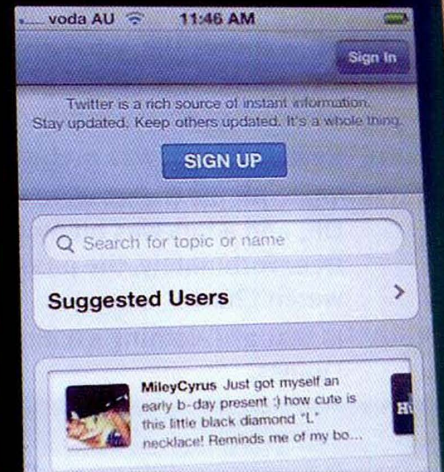 voda AU 11:46 AM
Sign In
Twitter is a rich source of instant information.
Stay updated. Keep others updated. It's a whole thing.
SIGN UP
Search for topic or name
Suggested Users
MileyCyrus Just got myself an
early b-day present :) how cute is
this little black diamond "L"
necklace! Reminds me of my bo...